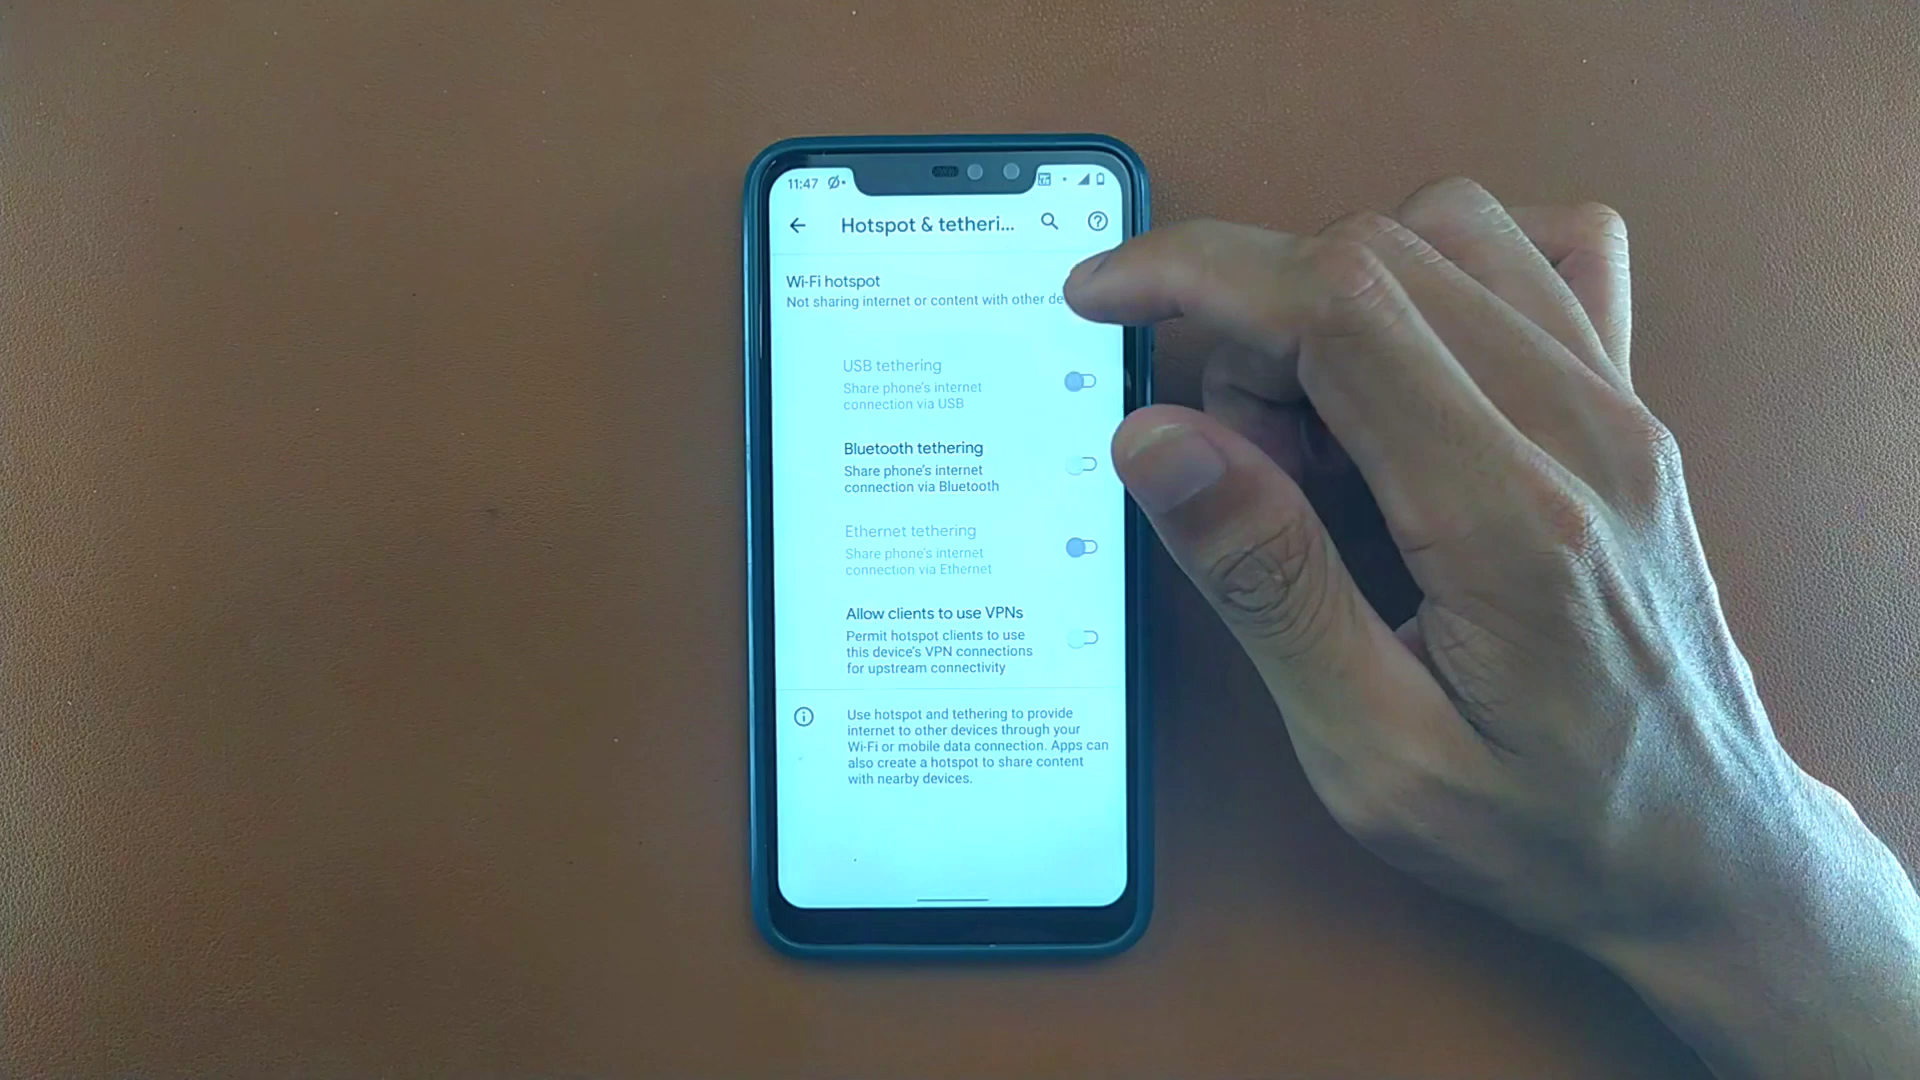 11:47
Hotspot & tetheri...
Wi-Fi hotspot
Not sharing internet or content with other de
USB tethering
Share phone's internet
connection via USB
Bluetooth tethering
Share phone's internet
connection via Bluetooth
Ethernet tethering
Share phone's internet
connection via Ethernet
Allow clients to use VPNs
Permit hotspot clients to use
this device's VPN connections
for upstream connectivity
Use hotspot and tethering to provide
internet to other devices through your
Wi-Fi or mobile data connection. Apps can
also create a hotspot to share content
with nearby devices.